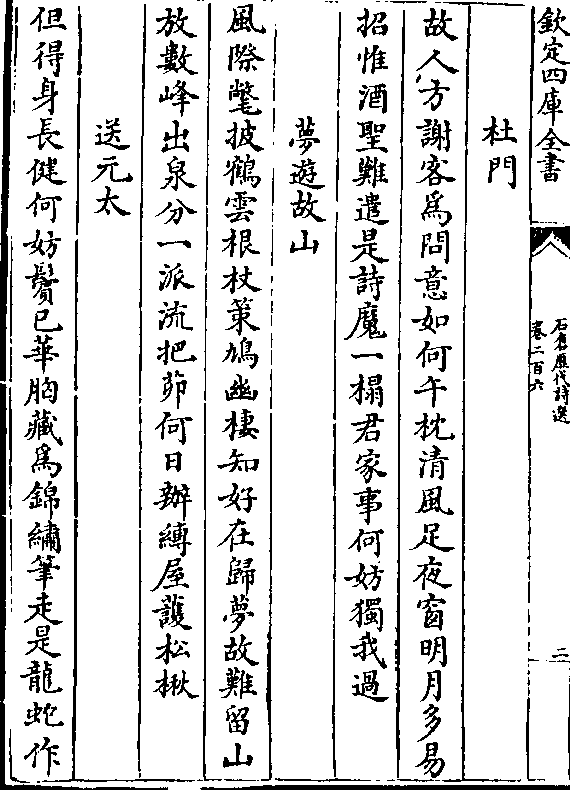 欽定四庫全書
石倉歷代詩選
卷二百六
二
杜門
故人方謝客爲問意如何午枕清風足夜窗明月多易
招惟酒聖難遣是詩魔一榻君家事何妨獨我過
夢遊故山
風際氅披鶴雲根杖策鳩幽棲知好在歸夢故難留山
放數峰出泉分一派流把茆何日辦縛屋護松楸
送元太
但得身長健何妨鬢已華胸藏爲錦繡筆走是龍蛇作